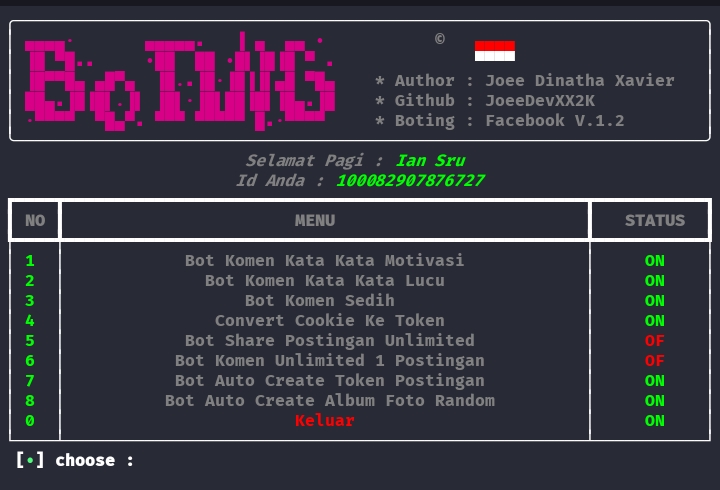 ©
* Author : Joee Dinatha Xavier
* Github : JoeeDevXX2K
* Boting : Facebook V.1.2
Selamat Pagi : Ian Sru
Id Anda : 100082907876727
NO MENU STATUS
1 Bot Komen Kata Kata Motivasi ON
2 Bot Komen Kata Kata Lucu ON
3 Bot Komen Sedih ON
4 Convert Cookie Ke Token ON
5 Bot Share Postingan Unlimited OF
6 Bot Komen Unlimited 1 Postingan OF
7 Bot Auto Create Token Postingan ON
8 Bot Auto Create Album Foto Random ON
0 Keluar ON
[•] choose :